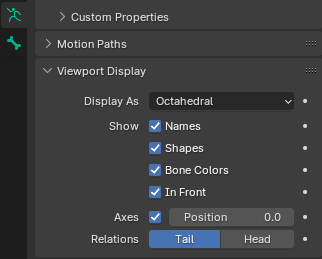 Custom Properties
Motion Paths
Viewport Display
Display As Octahedral
Show Names
Shapes
Bone Colors
In Front
Axes Position 0.0
Relations Tail Head